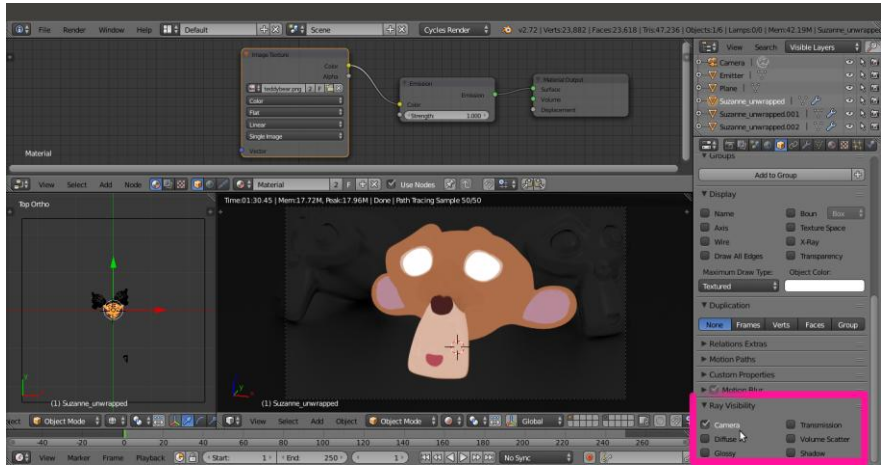 File Render Window Help Default Scene Cycles Render v2.72 | Verts:23,882 | Faces:23,618 | Tris:47,236 | Objects:1/6 | Lamps:0/0 | Mem:42.19M | Suzanne_unwrapped
View Search Visible Layers
Camera
Emitter
Plane
Suzanne_unwrapped
Suzanne_unwrapped.001
Suzanne_unwrapped.002
Image Texture
Color
Alpha
teddybear.png 2 F
Color
Flat
Linear
Single Image
Vector
Emission
Emission
Color
Strength: 1.000
Material Output
Surface
Volume
Displacement
Material
View Select Add Node Material 2 F Use Nodes
Groups
Add to Group
Display
Name Boun Box
Axis Texture Space
Wire X-Ray
Draw All Edges Transparency
Maximum Draw Type: Object Color:
Textured
Duplication
None Frames Verts Faces Group
Relations Extras
Motion Paths
Custom Properties
Motion Blur
Ray Visibility
Camera Transmission
Diffuse Volume Scatter
Glossy Shadow
Top Ortho
(1) Suzanne_unwrapped
Time:01:30.45 | Mem:17.72M, Peak:17.96M | Done | Path Tracing Sample 50/50
(1) Suzanne_unwrapped
ject Object Mode View Select Add Object Object Mode Global
-40 -20 0 20 40 60 80 100 120 140 160 180 200 220 240 260
View Marker Frame Playback Start: 1 End: 250 1 No Sync